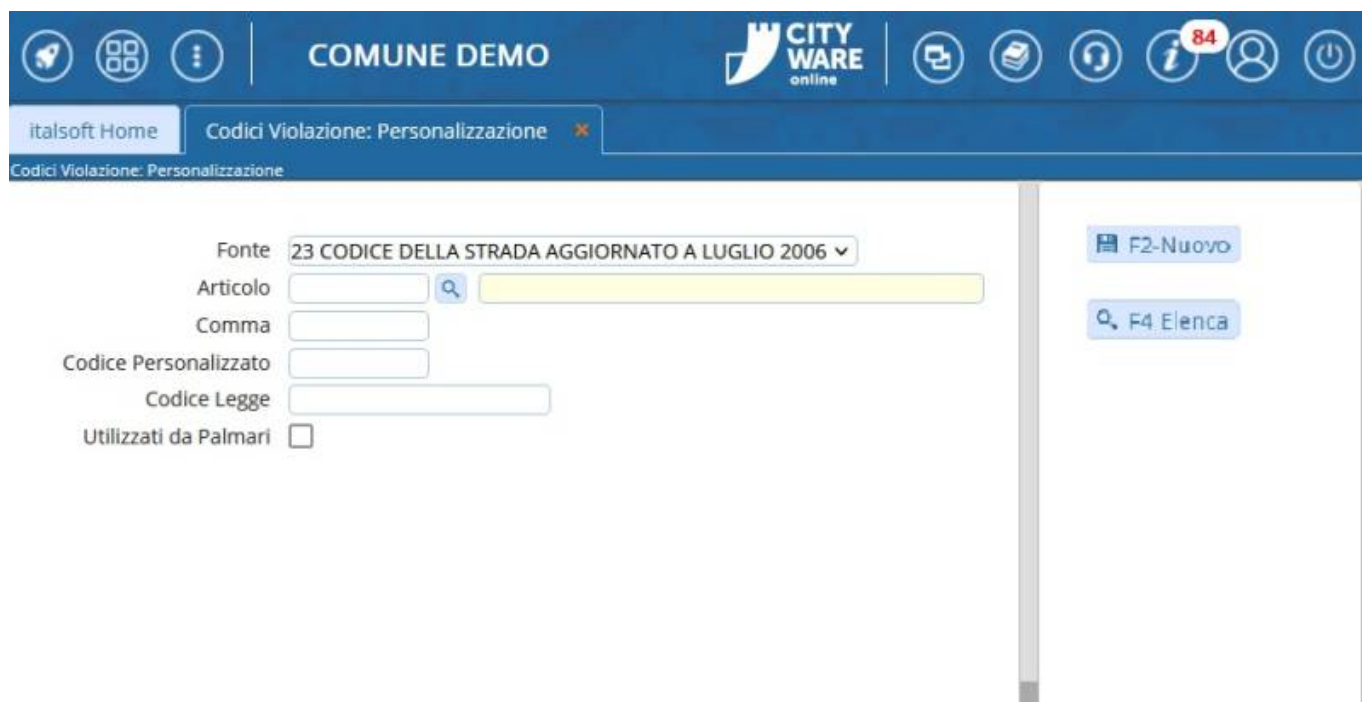 COMUNE DEMO
CITY
WARE
online
84
italsoft Home
Codici Violazione: Personalizzazione
Codici Violazione: Personalizzazione
Fonte 23 CODICE DELLA STRADA AGGIORNATO A LUGLIO 2006
F2-Nuovo
Articolo
Comma
F4 Elenca
Codice Personalizzato
Codice Legge
Utilizzati da Palmari